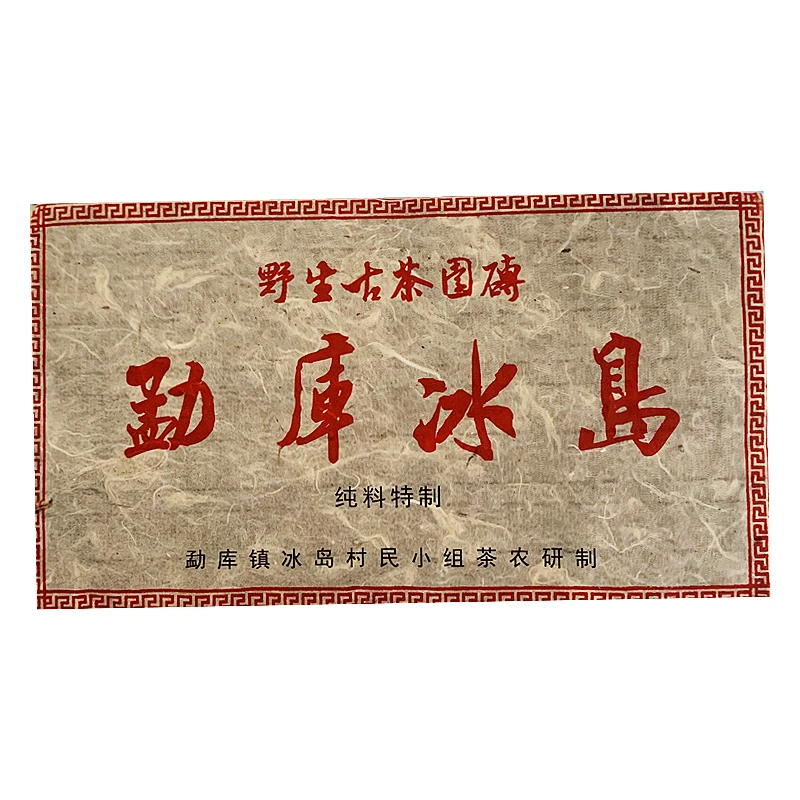 野生古茶园磚
勐庫冰島
纯料特制
勐库镇冰岛村民小组茶农研制